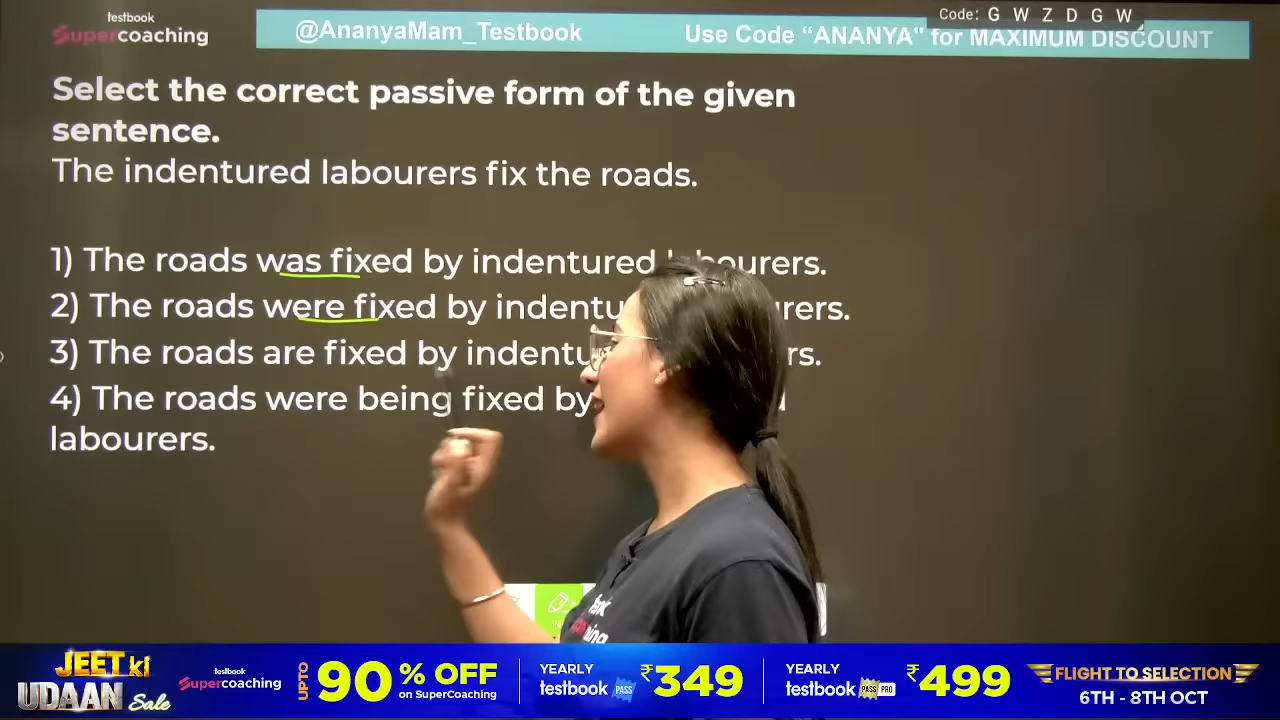 testbook
Supercoaching
@AnanyaMam_Testbook
Use Code “ANANYA" for MAXIMUM DISCOUNT
Code: G W Z D G W
Select the correct passive form of the given
sentence.
The indentured labourers fix the roads.
1) The roads was fixed by indentured labourers.
2) The roads were fixed by
3) The roads are fixed by
4) The roads were being fixed by
labourers.
JEET ki
UDAAN Sale
testbook
Supercoaching
UPTO 90% OFF
on SuperCoaching
YEARLY
testbook PASS
₹349
YEARLY
testbook PASS PRO
₹499
FLIGHT TO SELECTION
6TH - 8TH OCT